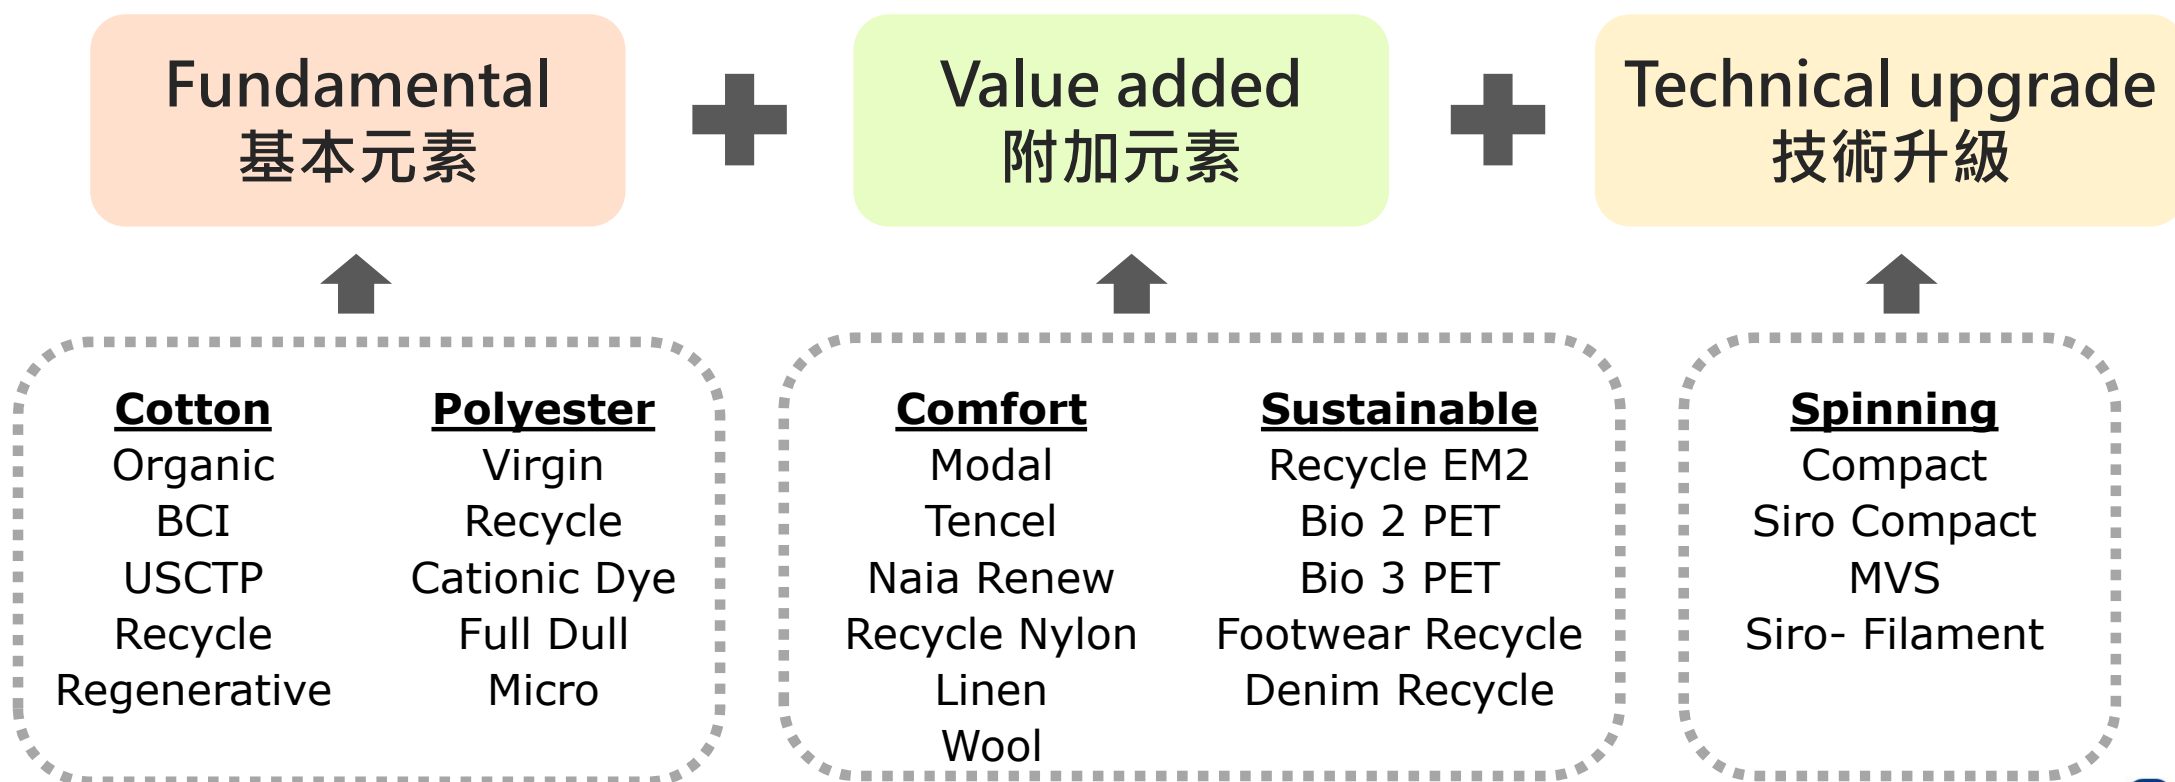 Fundamental
基本元素
Value added
附加元素
Technical upgrade
技術升級
Cotton
Organic
BCI
USCTP
Recycle
Regenerative
Polyester
Virgin
Recycle
Cationic Dye
Full Dull
Micro
Comfort
Modal
Tencel
Naia Renew
Recycle Nylon
Linen
Wool
Sustainable
Recycle EM2
Bio 2 PET
Bio 3 PET
Footwear Recycle
Denim Recycle
Spinning
Compact
Siro Compact
MVS
Siro- Filament